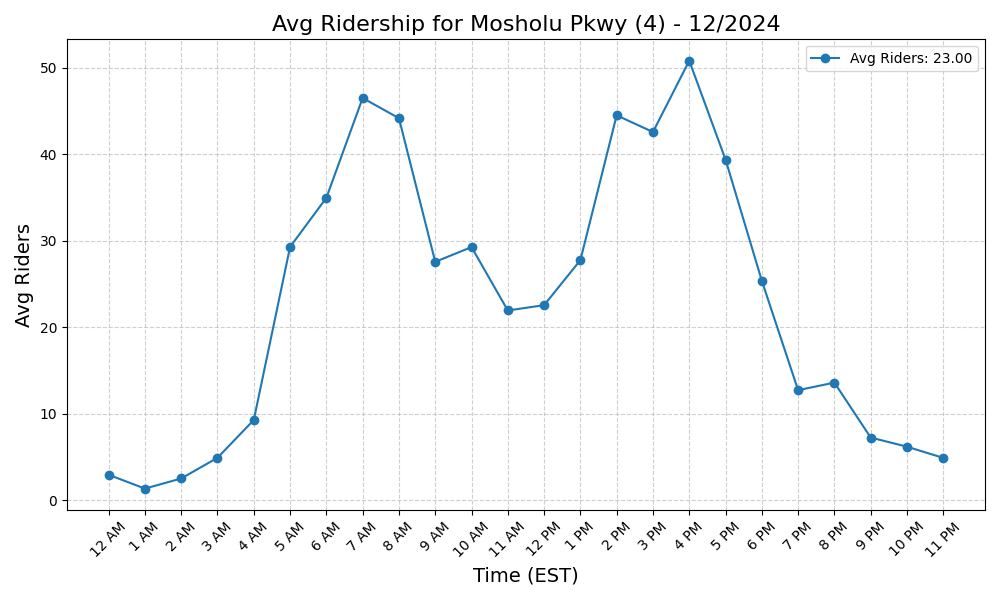 Avg Ridership for Mosholu Pkwy (4) - 12/2024
Avg Riders: 23.00
Avg Riders
50
40
30
20
10
0
12 AM
1 AM
2 AM
3 AM
4 AM
5 AM
6 AM
7 AM
8 AM
9 AM
10 AM
11 AM
12 PM
1 PM
2 PM
3 PM
4 PM
5 PM
6 PM
7 PM
8 PM
9 PM
10 PM
11 PM
Time (EST)